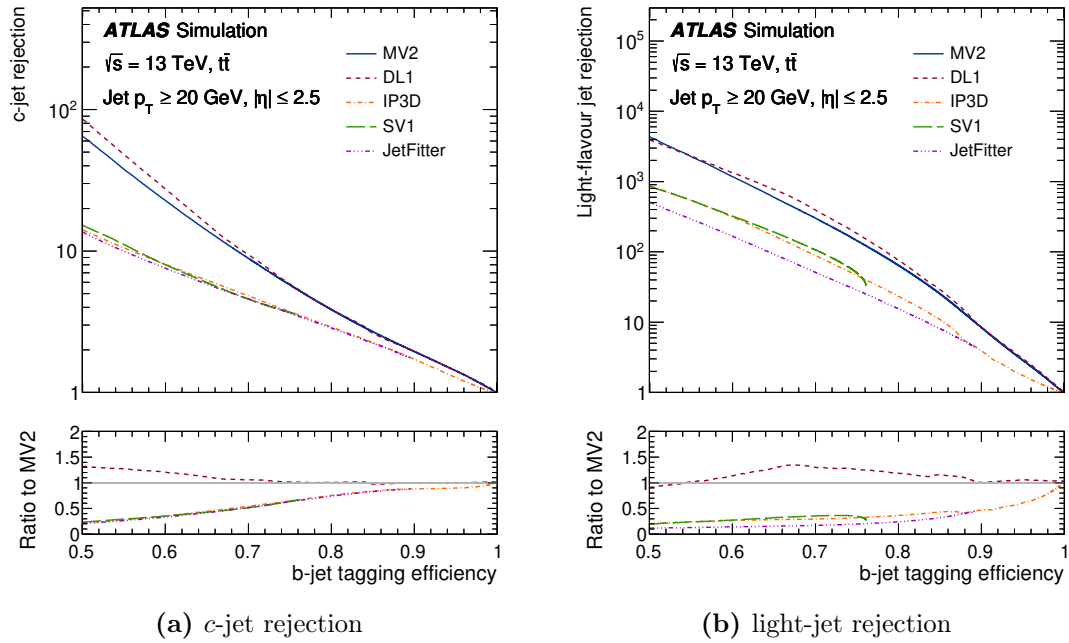 ATLAS Simulation
√s = 13 TeV, tt̄
Jet p_T ≥ 20 GeV, |η| ≤ 2.5
MV2
DL1
IP3D
SV1
JetFitter
c-jet rejection
10²
10
1
Ratio to MV2
2
1.5
1
0.5
0
0.5 0.6 0.7 0.8 0.9 1
b-jet tagging efficiency
(a) c-jet rejection
ATLAS Simulation
√s = 13 TeV, tt̄
Jet p_T ≥ 20 GeV, |η| ≤ 2.5
MV2
DL1
IP3D
SV1
JetFitter
Light-flavour jet rejection
10⁵
10⁴
10³
10²
10
1
Ratio to MV2
2
1.5
1
0.5
0
0.5 0.6 0.7 0.8 0.9 1
b-jet tagging efficiency
(b) light-jet rejection